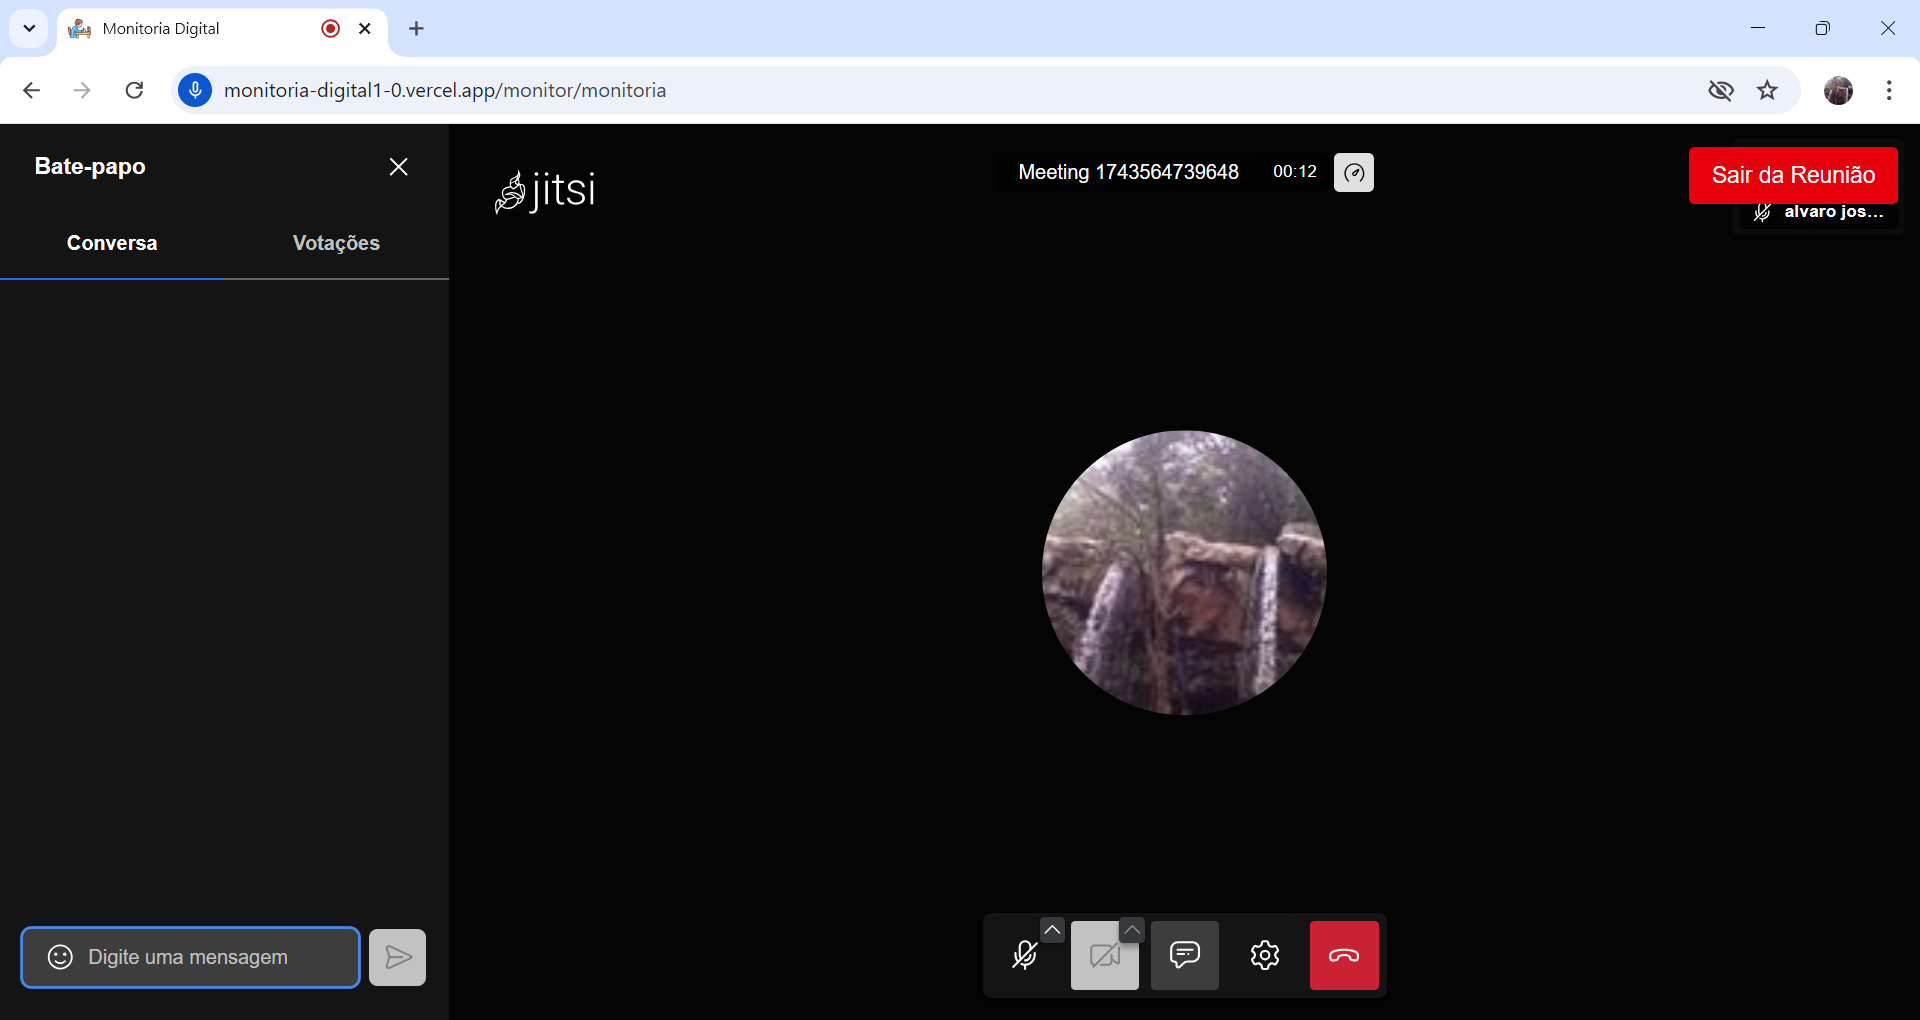 Monitoria Digital
monitoria-digital1-0.vercel.app/monitor/monitoria
Bate-papo
Conversa
Votações
jitsi
Meeting 1743564739648
00:12
Sair da Reunião
alvaro jos...
Digite uma mensagem